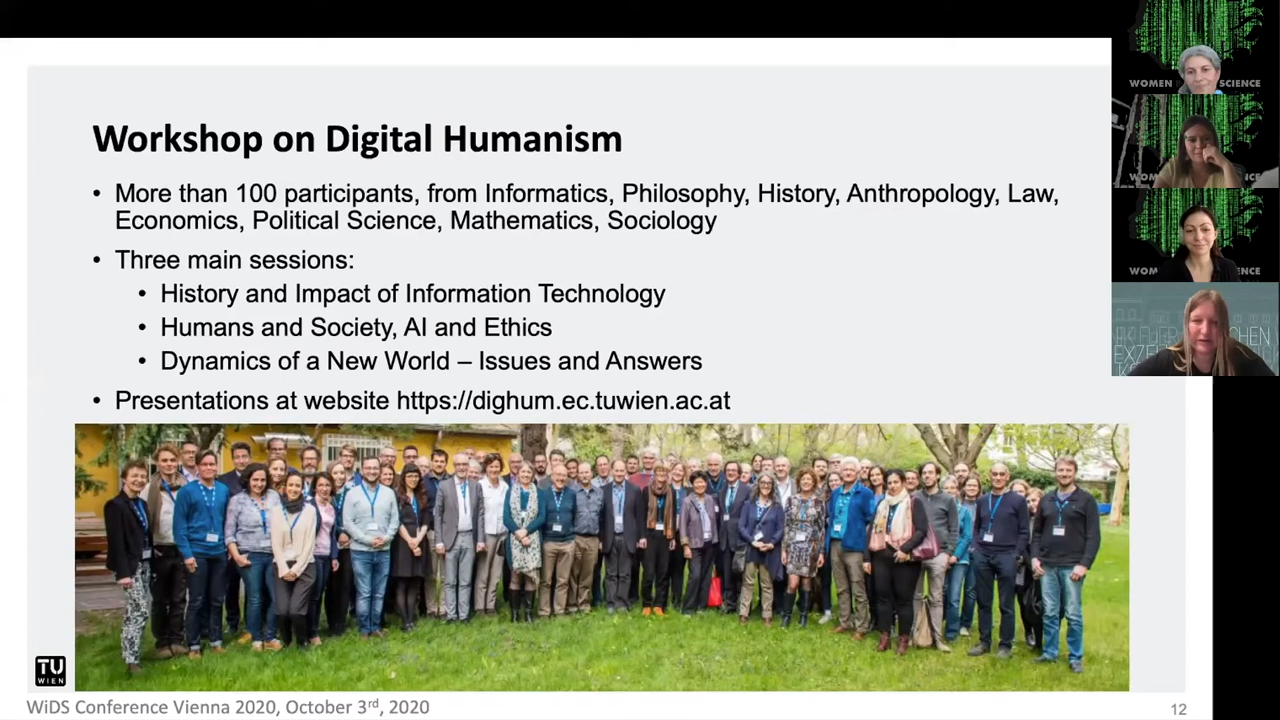 Workshop on Digital Humanism
• More than 100 participants, from Informatics, Philosophy, History, Anthropology, Law,
Economics, Political Science, Mathematics, Sociology
• Three main sessions:
• History and Impact of Information Technology
• Humans and Society, AI and Ethics
• Dynamics of a New World – Issues and Answers
• Presentations at website https://dighum.ec.tuwien.ac.at
TU
WIEN
WiDS Conference Vienna 2020, October 3rd, 2020
12
WOMEN SCIENCE
WOM ENCE